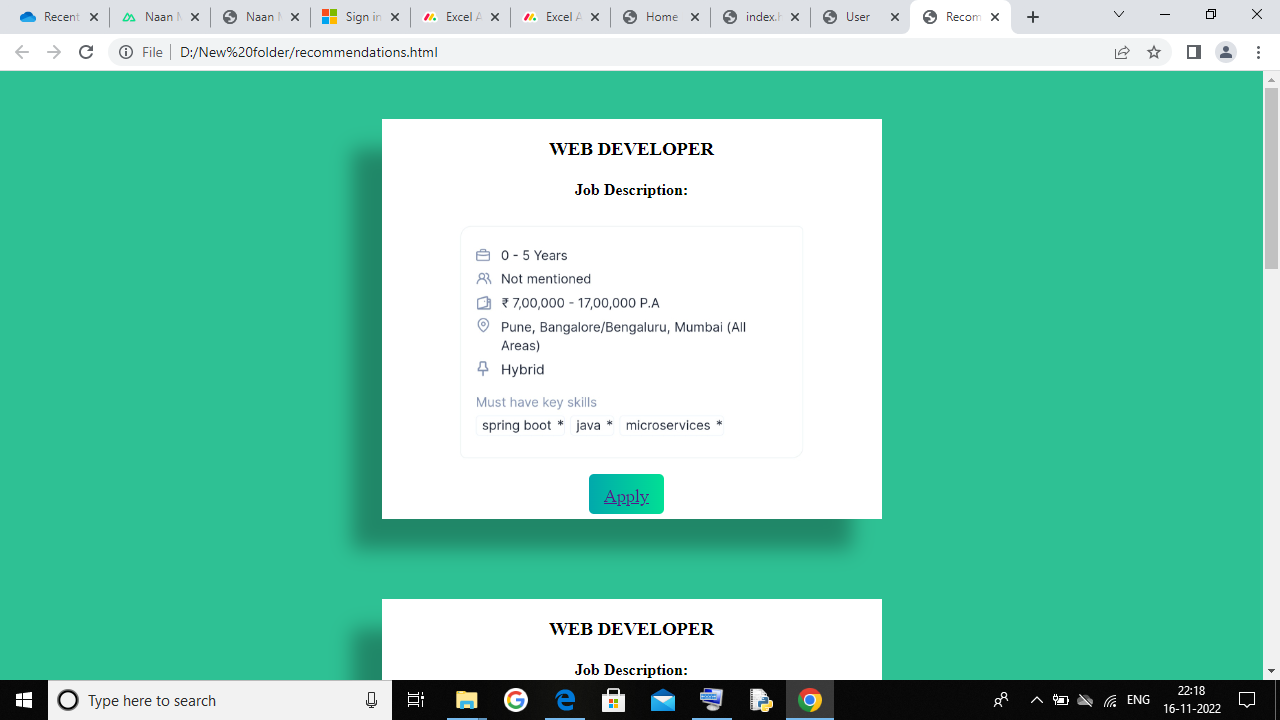 Recent
Naan M
Naan M
Sign in
Excel A
Excel A
Home
index.h
User
Recom
File
D:/New%20folder/recommendations.html
WEB DEVELOPER
Job Description:
0 - 5 Years
Not mentioned
₹ 7,00,000 - 17,00,000 P.A
Pune, Bangalore/Bengaluru, Mumbai (All
Areas)
Hybrid
Must have key skills
spring boot * java * microservices *
Apply
WEB DEVELOPER
Job Description:
Type here to search
ENG
22:18
16-11-2022